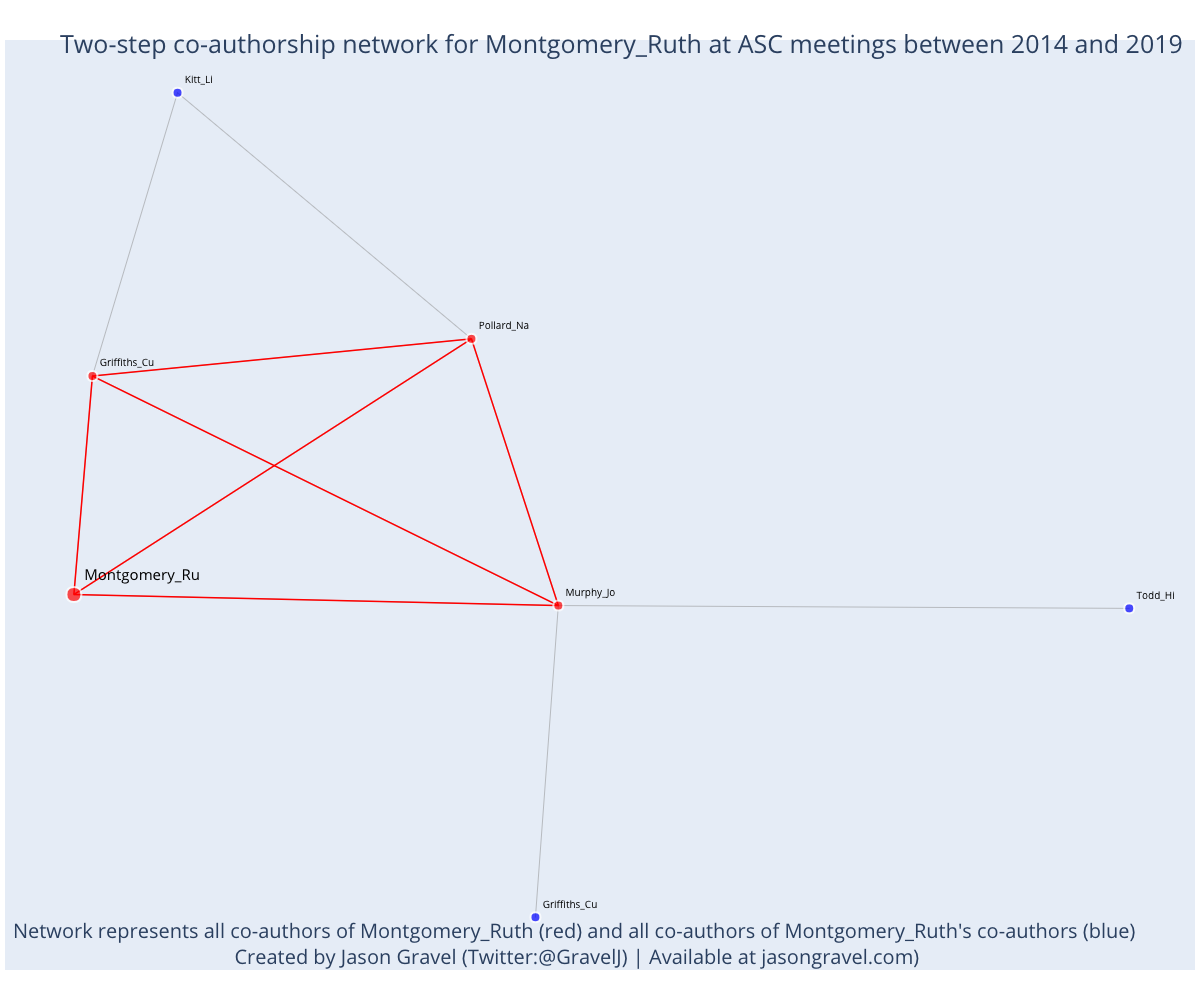 Two-step co-authorship network for Montgomery_Ruth at ASC meetings between 2014 and 2019
Kitt_Li
Pollard_Na
Griffiths_Cu
Montgomery_Ru
Murphy_Jo
Todd_Hi
Griffiths_Cu
Network represents all co-authors of Montgomery_Ruth (red) and all co-authors of Montgomery_Ruth's co-authors (blue)
Created by Jason Gravel (Twitter:@GravelJ) | Available at jasongravel.com)